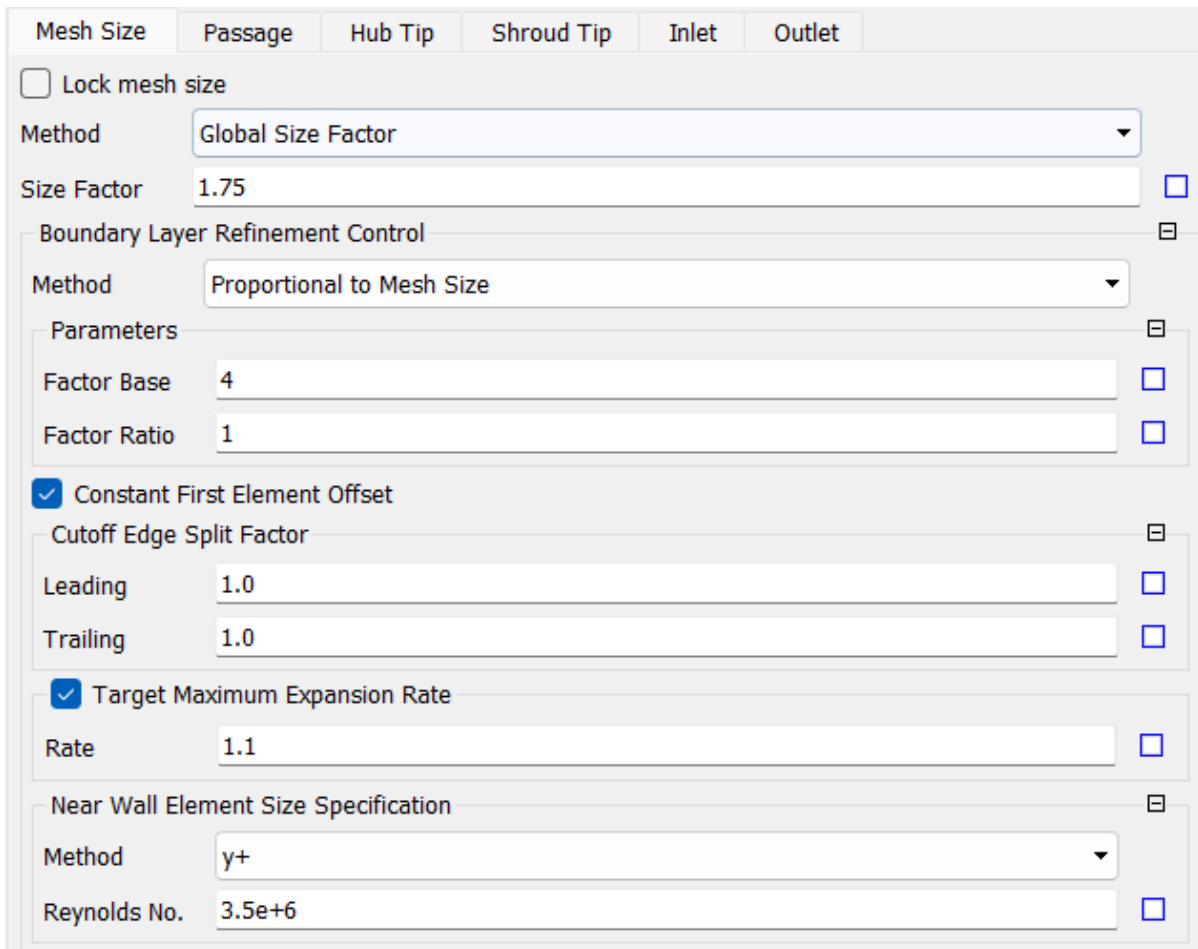 Mesh Size Passage Hub Tip Shroud Tip Inlet Outlet
Lock mesh size
Method Global Size Factor
Size Factor 1.75
Boundary Layer Refinement Control
Method Proportional to Mesh Size
Parameters
Factor Base 4
Factor Ratio 1
Constant First Element Offset
Cutoff Edge Split Factor
Leading 1.0
Trailing 1.0
Target Maximum Expansion Rate
Rate 1.1
Near Wall Element Size Specification
Method y+
Reynolds No. 3.5e+6